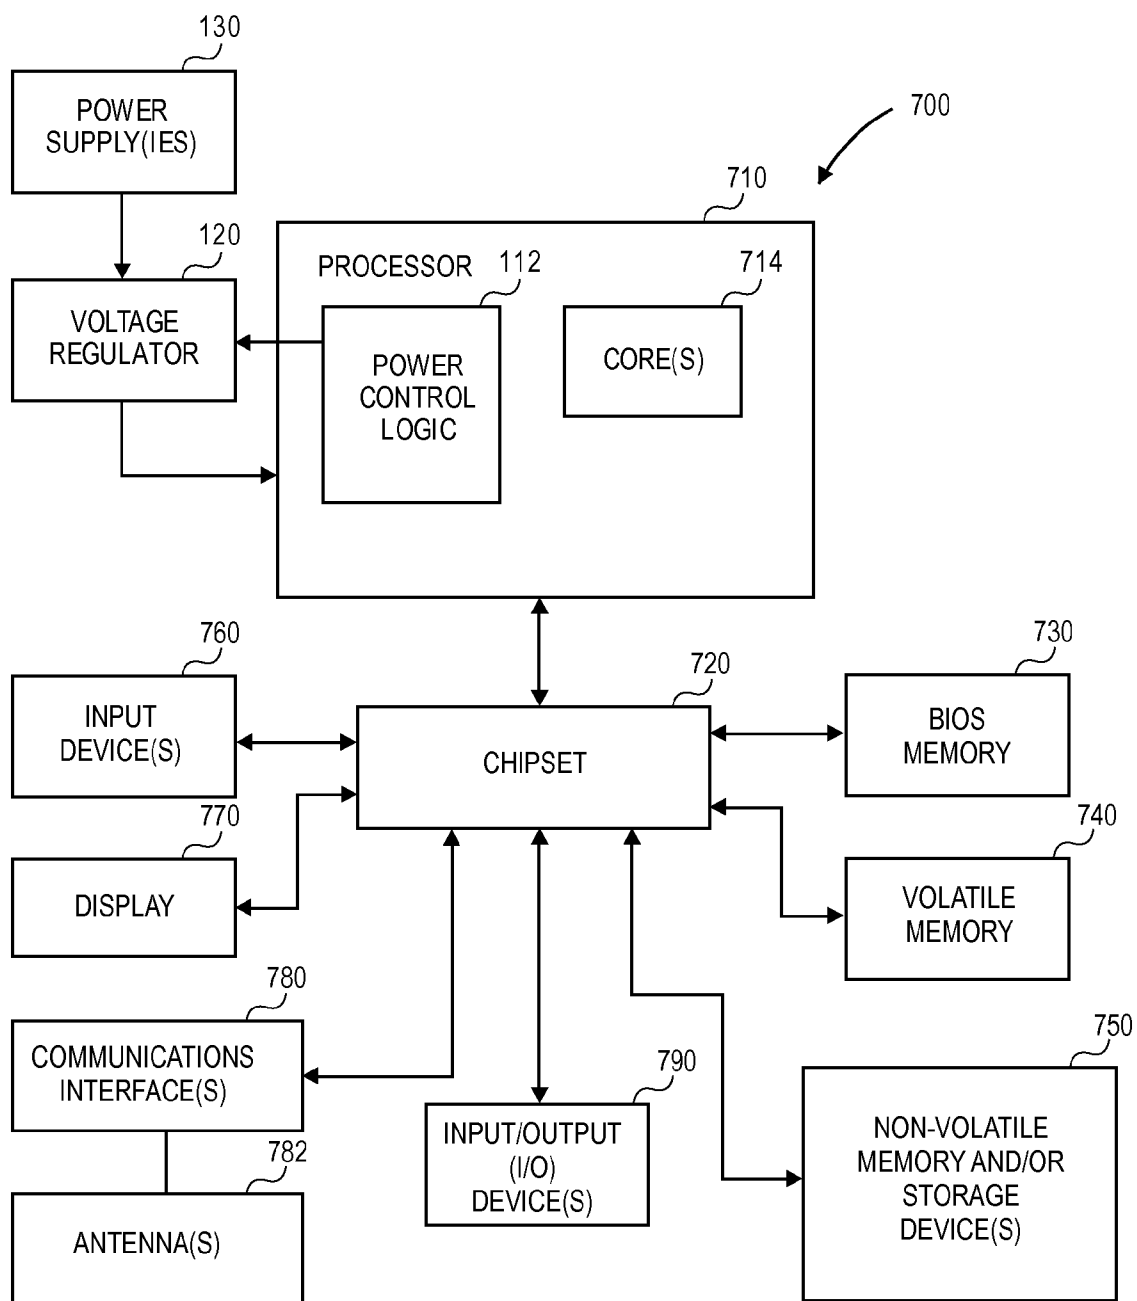 130
POWER
SUPPLY(IES)
700
710
120
PROCESSOR
112
714
VOLTAGE
REGULATOR
POWER
CONTROL
LOGIC
CORE(S)
760
720
730
INPUT
DEVICE(S)
CHIPSET
BIOS
MEMORY
770
740
DISPLAY
VOLATILE
MEMORY
780
COMMUNICATIONS
INTERFACE(S)
790
750
INPUT/OUTPUT
(I/O)
DEVICE(S)
NON-VOLATILE
MEMORY AND/OR
STORAGE
DEVICE(S)
782
ANTENNA(S)